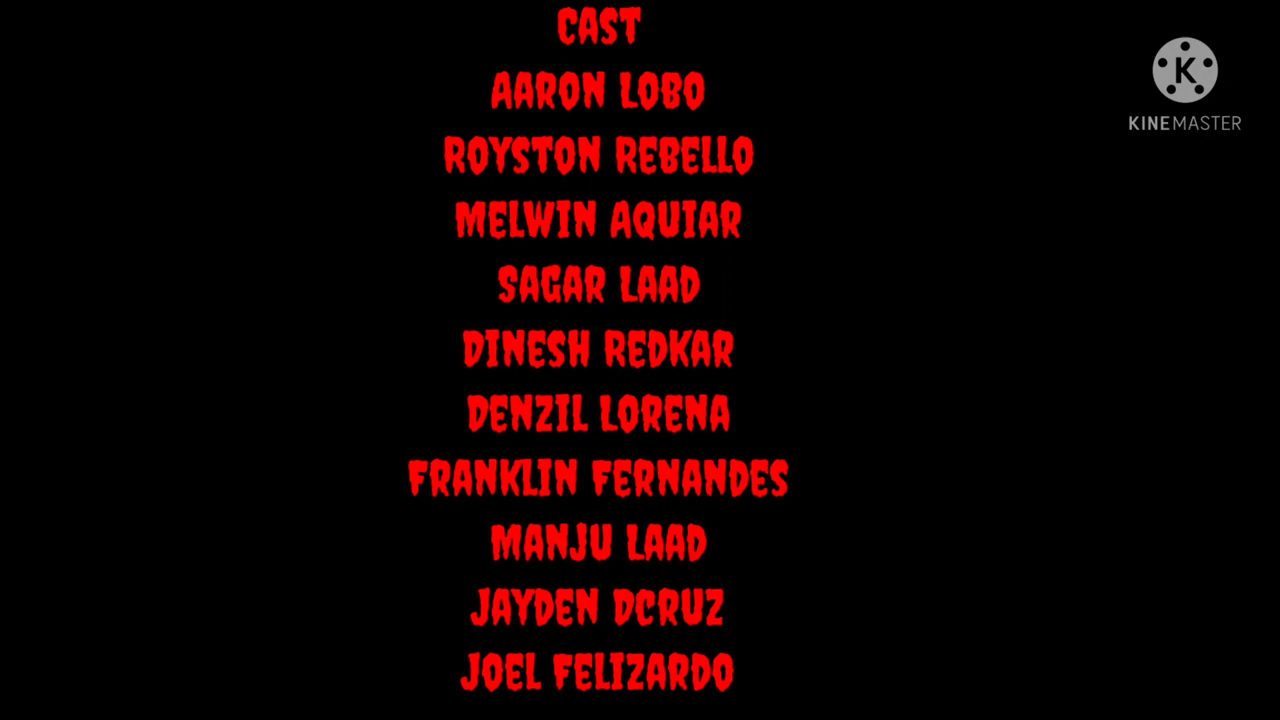 CAST
AARON LOBO
ROYSTON REBELLO
MELWIN AQUIAR
SAGAR LAAD
DINESH REDKAR
DENZIL LORENA
FRANKLIN FERNANDES
MANJU LAAD
JAYDEN DCRUZ
JOEL FELIZARDO
K
KINEMASTER